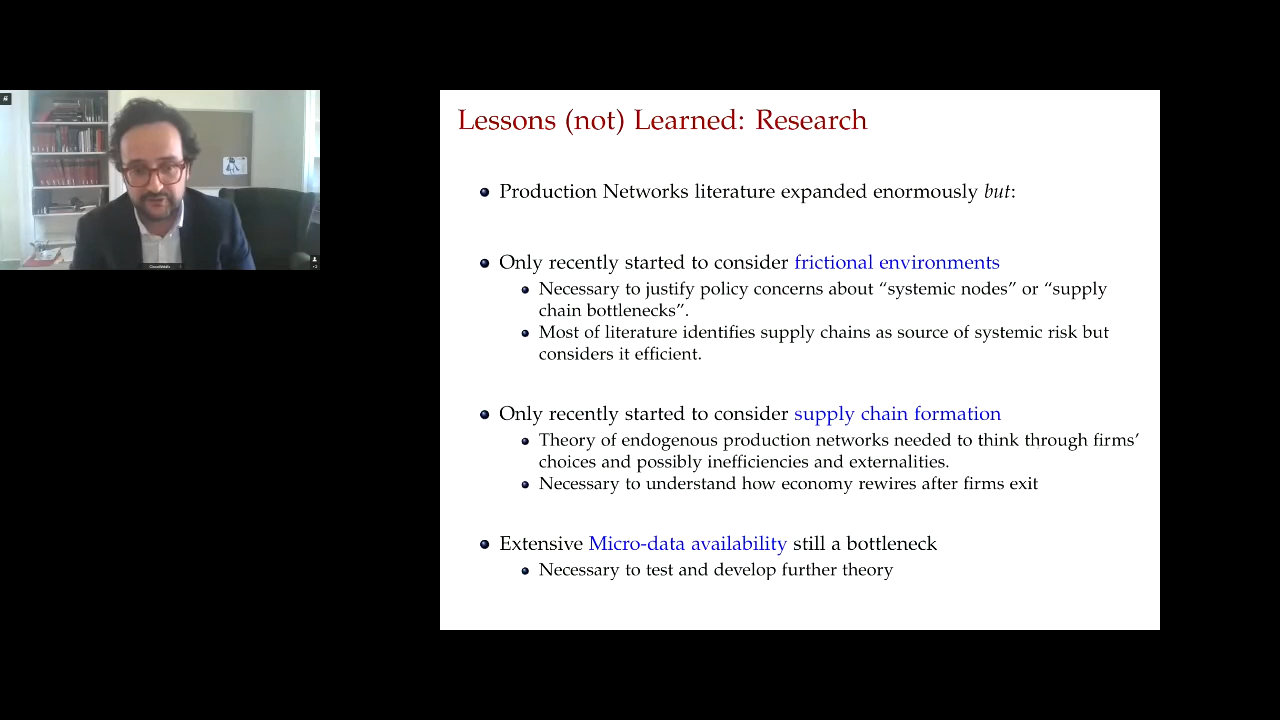 Lessons (not) Learned: Research
Production Networks literature expanded enormously but:
Only recently started to consider frictional environments
Necessary to justify policy concerns about “systemic nodes” or “supply
chain bottlenecks”.
Most of literature identifies supply chains as source of systemic risk but
considers it efficient.
Only recently started to consider supply chain formation
Theory of endogenous production networks needed to think through firms’
choices and possibly inefficiencies and externalities.
Necessary to understand how economy rewires after firms exit
Extensive Micro-data availability still a bottleneck
Necessary to test and develop further theory